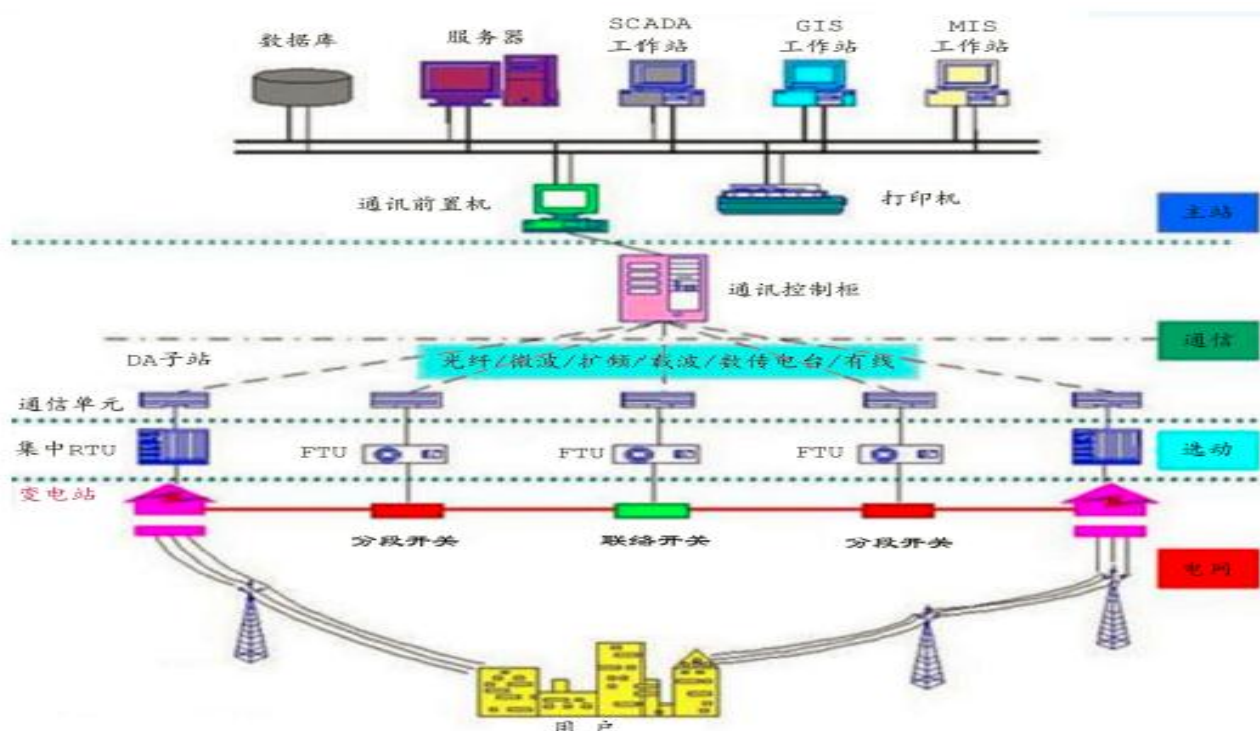 数据库
服务器
SCADA
工作站
GIS
工作站
MIS
工作站
通讯前置机
打印机
主站
通讯控制柜
通信
DA子站
光纤/微波/扩频/载波/数传电台/有线
通信单元
集中RTU
FTU
FTU
FTU
选动
变电站
分段开关
联络开关
分段开关
电网
用户